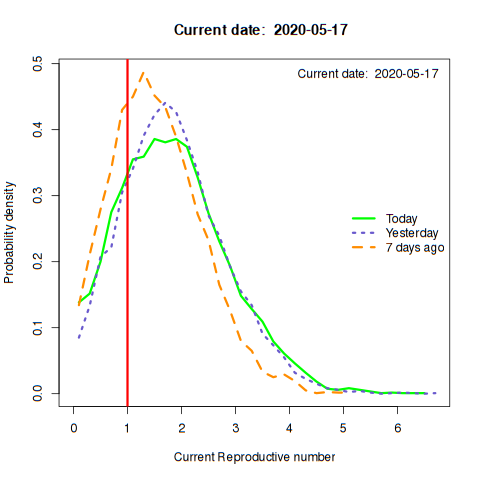 Current date:  2020-05-17
Current date:  2020-05-17
Probability density
0.5
0.4
0.3
0.2
0.1
0.0
Today
Yesterday
7 days ago
0 1 2 3 4 5 6
Current Reproductive number